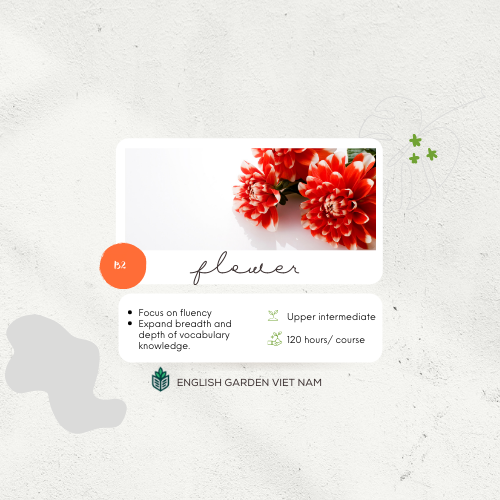 B2
flower
Focus on fluency
Expand breadth and
depth of vocabulary
knowledge.
Upper intermediate
120 hours/ course
ENGLISH GARDEN VIET NAM